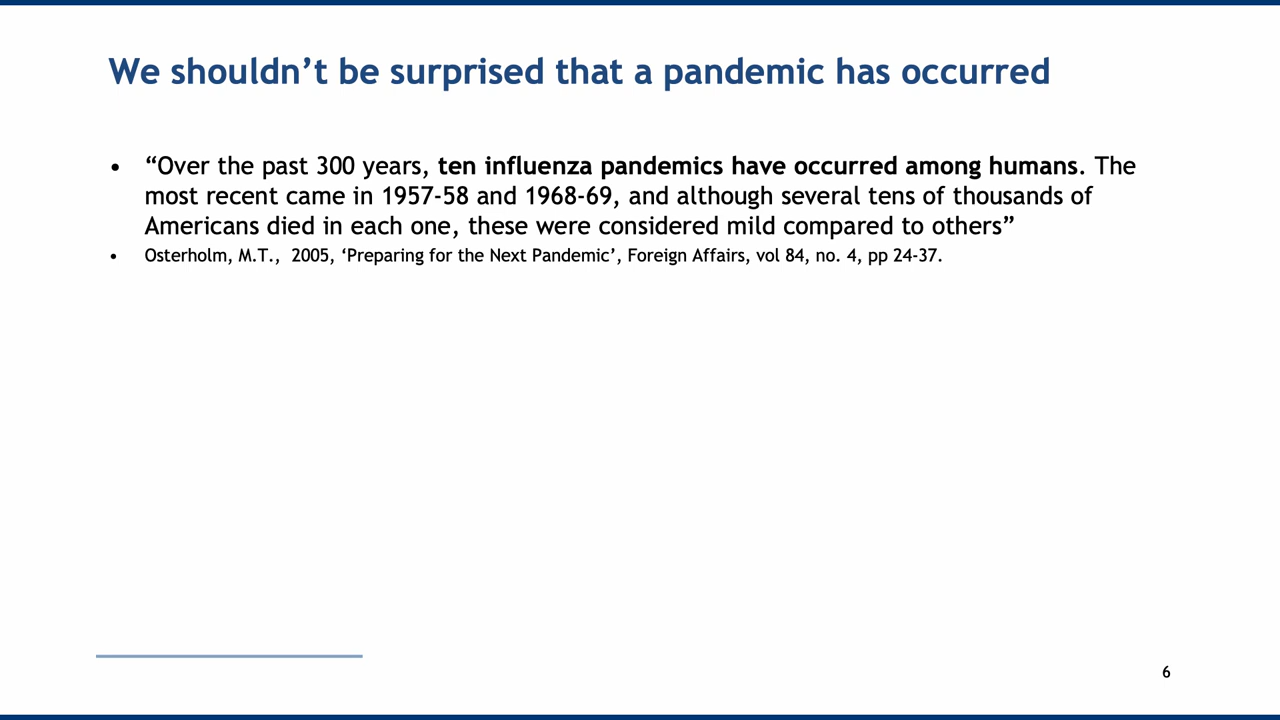 We shouldn’t be surprised that a pandemic has occurred
• “Over the past 300 years, ten influenza pandemics have occurred among humans. The
most recent came in 1957-58 and 1968-69, and although several tens of thousands of
Americans died in each one, these were considered mild compared to others”
• Osterholm, M.T.,  2005, ‘Preparing for the Next Pandemic’, Foreign Affairs, vol 84, no. 4, pp 24-37.
6